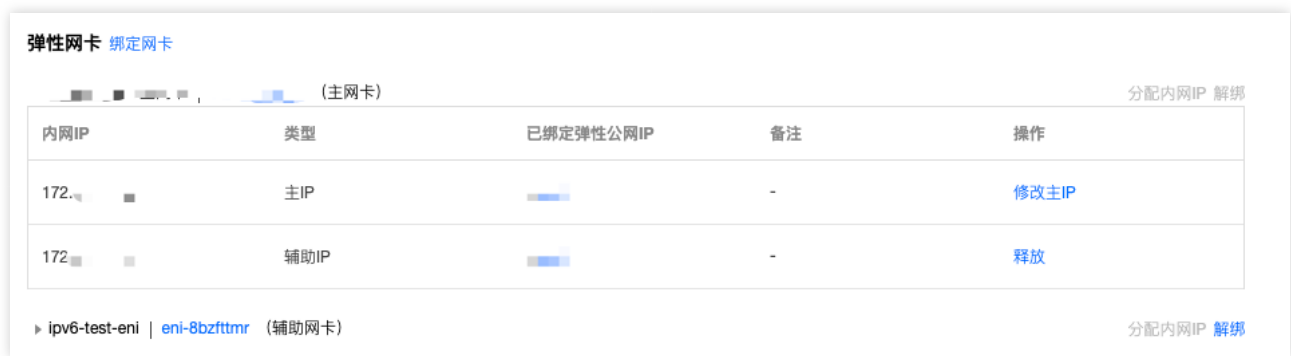 弹性网卡 绑定网卡
(主网卡) 分配内网IP 解绑
内网IP 类型 已绑定弹性公网IP 备注 操作
172. 主IP - 修改主IP
172 辅助IP - 释放
ipv6-test-eni | eni-8bzfttmr (辅助网卡) 分配内网IP 解绑